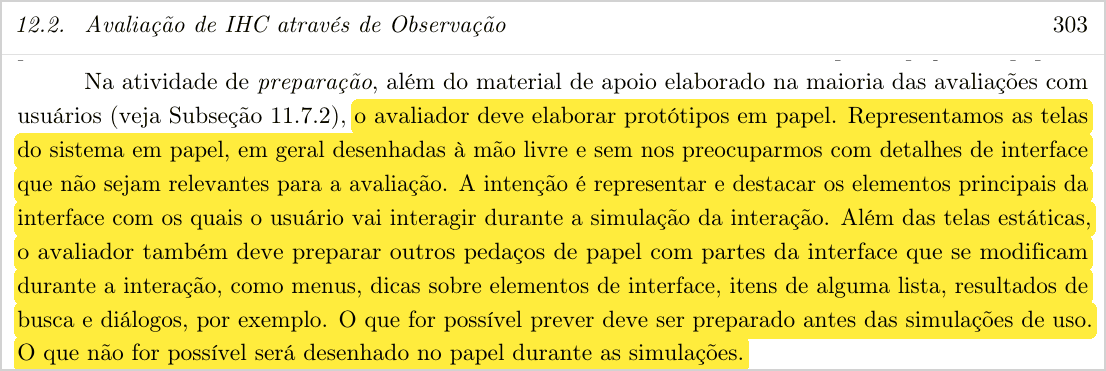 12.2. Avaliação de IHC através de Observação 303
Na atividade de preparação, além do material de apoio elaborado na maioria das avaliações com
usuários (veja Subseção 11.7.2), o avaliador deve elaborar protótipos em papel. Representamos as telas
do sistema em papel, em geral desenhadas à mão livre e sem nos preocuparmos com detalhes de interface
que não sejam relevantes para a avaliação. A intenção é representar e destacar os elementos principais da
interface com os quais o usuário vai interagir durante a simulação da interação. Além das telas estáticas,
o avaliador também deve preparar outros pedaços de papel com partes da interface que se modificam
durante a interação, como menus, dicas sobre elementos de interface, itens de alguma lista, resultados de
busca e diálogos, por exemplo. O que for possível prever deve ser preparado antes das simulações de uso.
O que não for possível será desenhado no papel durante as simulações.